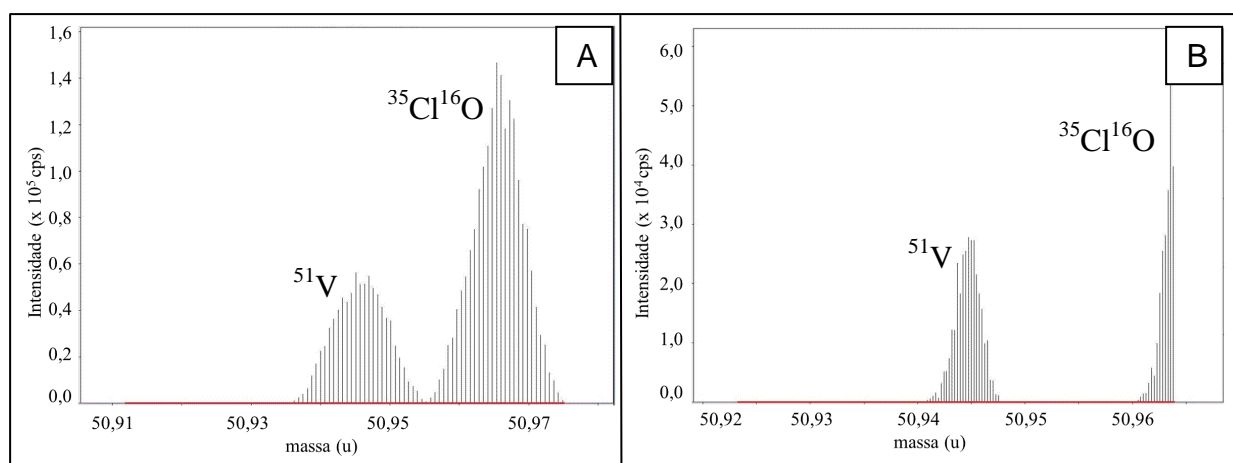 A
1,6
1,4
1,2
1,0
0,8
0,6
0,4
0,2
0,0
Intensidade (x 10⁵ cps)
³⁵Cl¹⁶O
⁵¹V
50,91
50,93
50,95
50,97
massa (u)
B
6,0
5,0
4,0
3,0
2,0
1,0
0,0
Intensidade (x 10⁴ cps)
³⁵Cl¹⁶O
⁵¹V
50,92
50,93
50,94
50,95
50,96
massa (u)